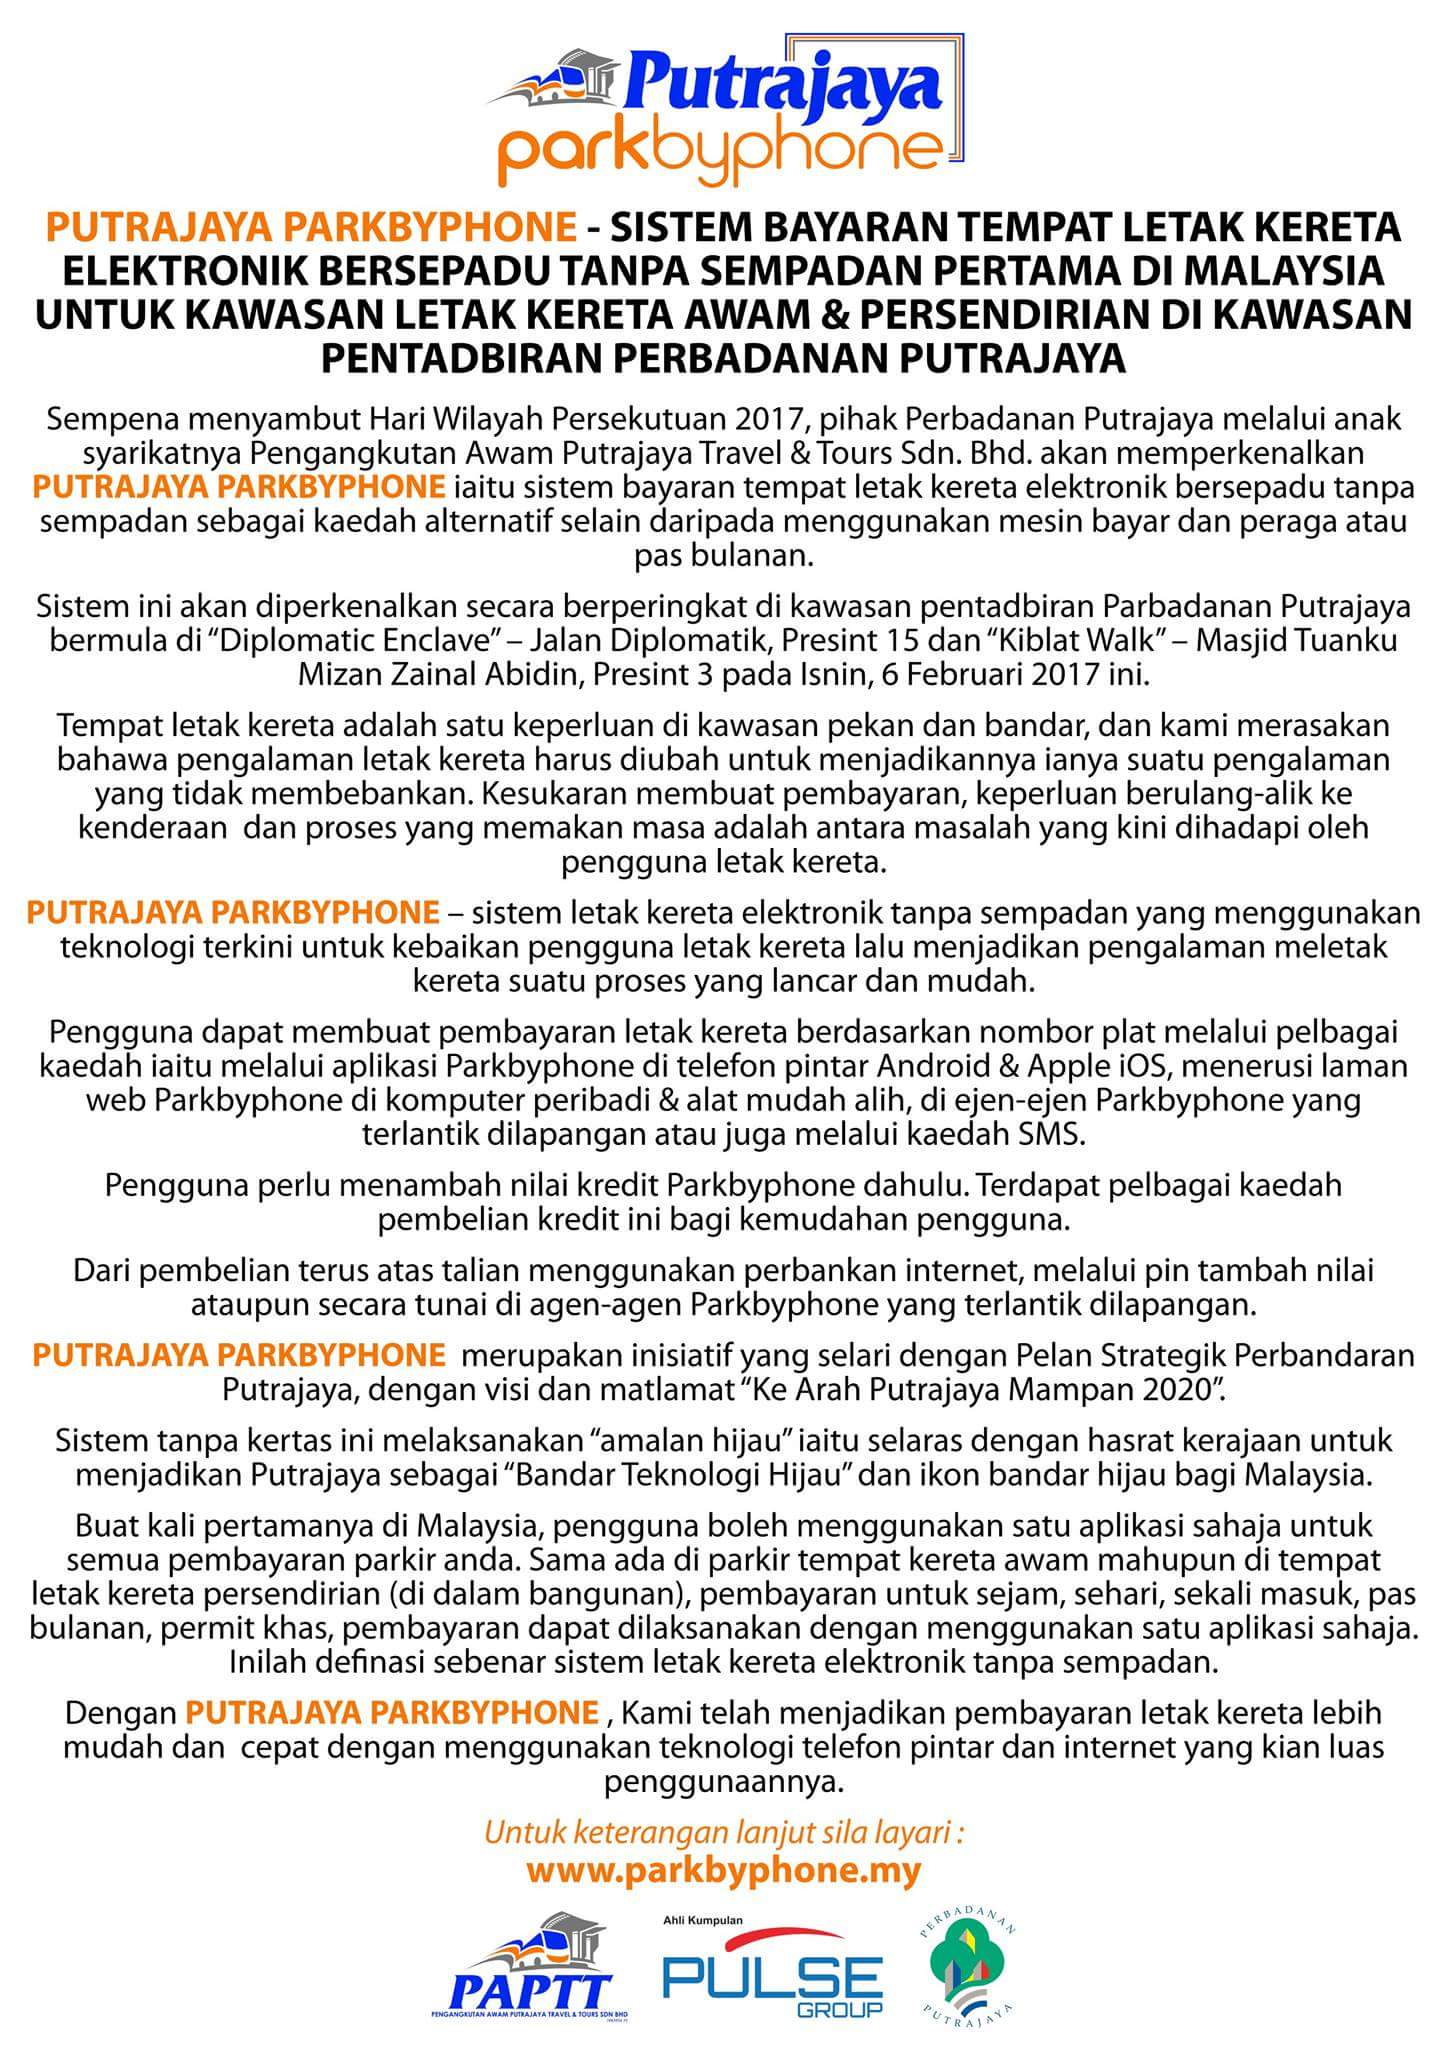 Putrajaya
parkbyphone
PUTRAJAYA PARKBYPHONE - SISTEM BAYARAN TEMPAT LETAK KERETA
ELEKTRONIK BERSEPADU TANPA SEMPADAN PERTAMA DI MALAYSIA
UNTUK KAWASAN LETAK KERETA AWAM & PERSENDIRIAN DI KAWASAN
PENTADBIRAN PERBADANAN PUTRAJAYA
Sempena menyambut Hari Wilayah Persekutuan 2017, pihak Perbadanan Putrajaya melalui anak
syarikatnya Pengangkutan Awam Putrajaya Travel & Tours Sdn. Bhd. akan memperkenalkan
PUTRAJAYA PARKBYPHONE iaitu sistem bayaran tempat letak kereta elektronik bersepadu tanpa
sempadan sebagai kaedah alternatif selain daripada menggunakan mesin bayar dan peraga atau
pas bulanan.
Sistem ini akan diperkenalkan secara berperingkat di kawasan pentadbiran Parbadanan Putrajaya
bermula di “Diplomatic Enclave” – Jalan Diplomatik, Presint 15 dan “Kiblat Walk” – Masjid Tuanku
Mizan Zainal Abidin, Presint 3 pada Isnin, 6 Februari 2017 ini.
Tempat letak kereta adalah satu keperluan di kawasan pekan dan bandar, dan kami merasakan
bahawa pengalaman letak kereta harus diubah untuk menjadikannya ianya suatu pengalaman
yang tidak membebankan. Kesukaran membuat pembayaran, keperluan berulang-alik ke
kenderaan dan proses yang memakan masa adalah antara masalah yang kini dihadapi oleh
pengguna letak kereta.
PUTRAJAYA PARKBYPHONE – sistem letak kereta elektronik tanpa sempadan yang menggunakan
teknologi terkini untuk kebaikan pengguna letak kereta lalu menjadikan pengalaman meletak
kereta suatu proses yang lancar dan mudah.
Pengguna dapat membuat pembayaran letak kereta berdasarkan nombor plat melalui pelbagai
kaedah iaitu melalui aplikasi Parkbyphone di telefon pintar Android & Apple iOS, menerusi laman
web Parkbyphone di komputer peribadi & alat mudah alih, di ejen-ejen Parkbyphone yang
terlantik dilapangan atau juga melalui kaedah SMS.
Pengguna perlu menambah nilai kredit Parkbyphone dahulu. Terdapat pelbagai kaedah
pembelian kredit ini bagi kemudahan pengguna.
Dari pembelian terus atas talian menggunakan perbankan internet, melalui pin tambah nilai
ataupun secara tunai di agen-agen Parkbyphone yang terlantik dilapangan.
PUTRAJAYA PARKBYPHONE merupakan inisiatif yang selari dengan Pelan Strategik Perbandaran
Putrajaya, dengan visi dan matlamat “Ke Arah Putrajaya Mampan 2020”.
Sistem tanpa kertas ini melaksanakan “amalan hijau” iaitu selaras dengan hasrat kerajaan untuk
menjadikan Putrajaya sebagai “Bandar Teknologi Hijau” dan ikon bandar hijau bagi Malaysia.
Buat kali pertamanya di Malaysia, pengguna boleh menggunakan satu aplikasi sahaja untuk
semua pembayaran parkir anda. Sama ada di parkir tempat kereta awam mahupun di tempat
letak kereta persendirian (di dalam bangunan), pembayaran untuk sejam, sehari, sekali masuk, pas
bulanan, permit khas, pembayaran dapat dilaksanakan dengan menggunakan satu aplikasi sahaja.
Inilah definasi sebenar sistem letak kereta elektronik tanpa sempadan.
Dengan PUTRAJAYA PARKBYPHONE , Kami telah menjadikan pembayaran letak kereta lebih
mudah dan cepat dengan menggunakan teknologi telefon pintar dan internet yang kian luas
penggunaannya.
Untuk keterangan lanjut sila layari :
www.parkbyphone.my
PAPTT
PENGANGKUTAN AWAM PUTRAJAYA TRAVEL & TOURS SDN BHD
Ahli Kumpulan
PULSE
GROUP
PERBADANAN
PUTRAJAYA